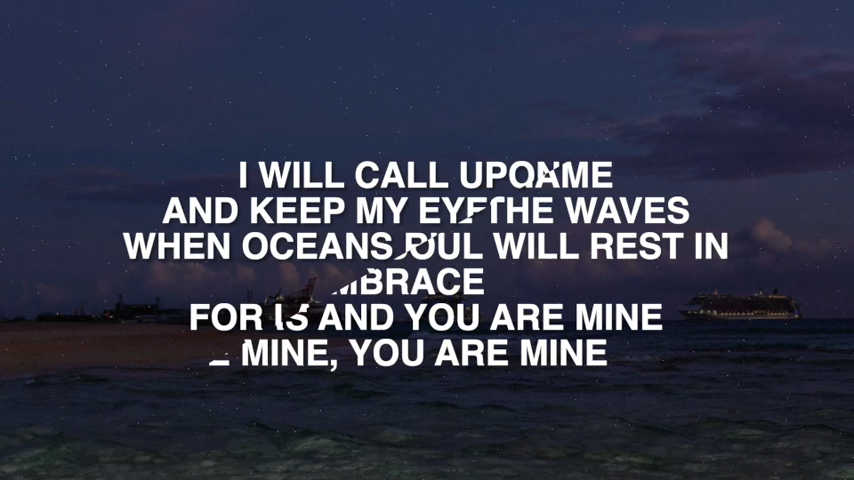 I WILL CALL
AND KEEP MY THE WAVES
WHEN OCEANS WILL REST IN
BRACE
FOR AND YOU ARE MINE
MINE, YOU ARE MINE